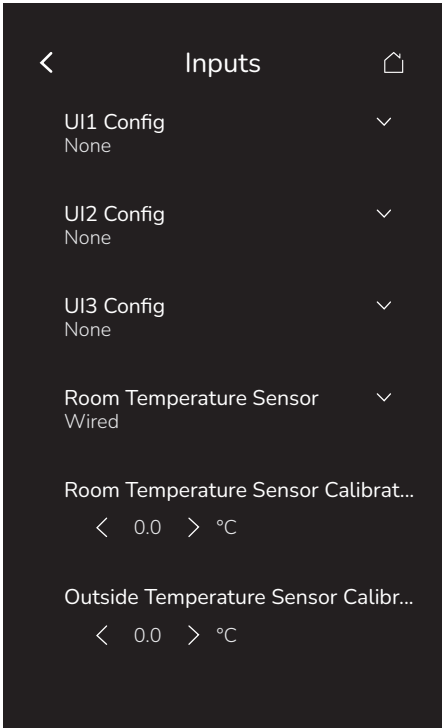 Inputs
UI1 Config
None
UI2 Config
None
UI3 Config
None
Room Temperature Sensor
Wired
Room Temperature Sensor Calibrat...
0.0 °C
Outside Temperature Sensor Calibr...
0.0 °C